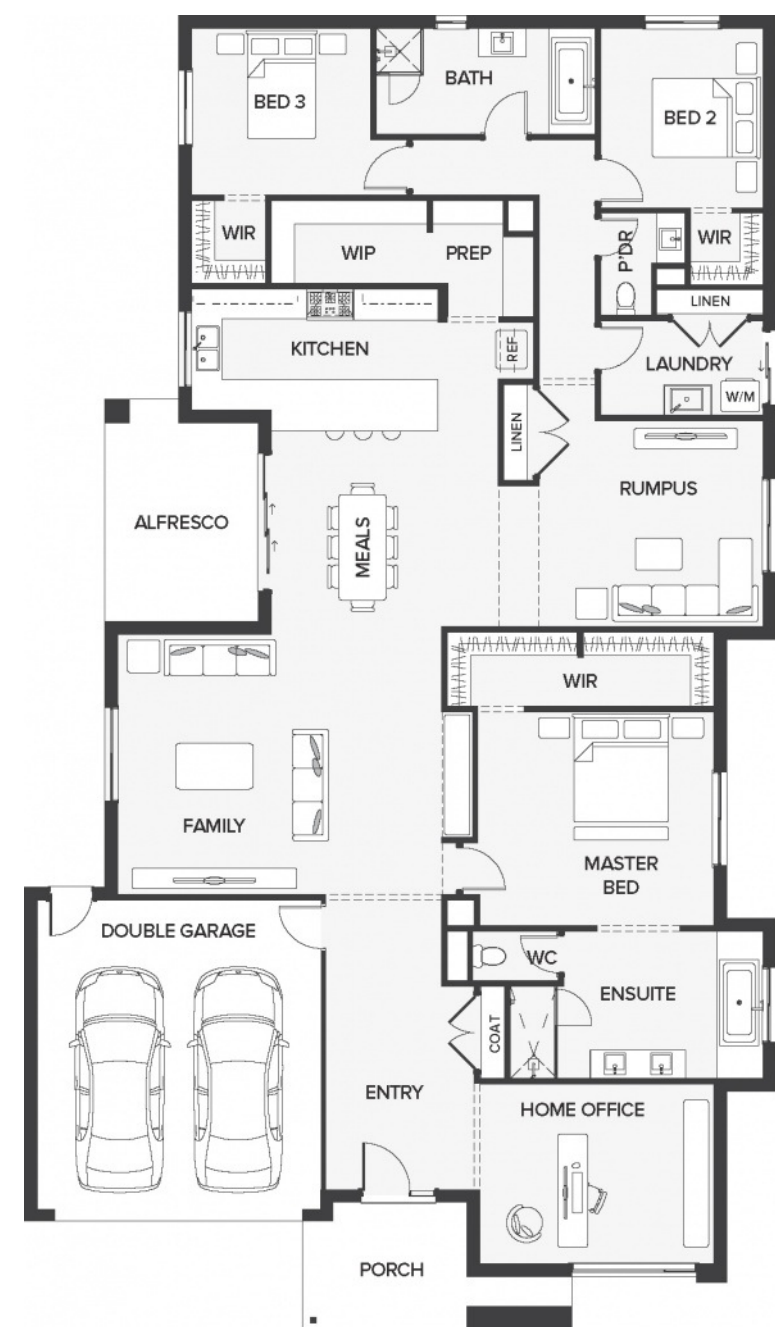 BED 3
BATH
BED 2
WIR
WIP
PREP
P'DR
WIR
LINEN
KITCHEN
REF
LAUNDRY
W/M
LINEN
RUMPUS
ALFRESCO
MEALS
WIR
FAMILY
MASTER
BED
DOUBLE GARAGE
WC
ENSUITE
COAT
ENTRY
HOME OFFICE
PORCH